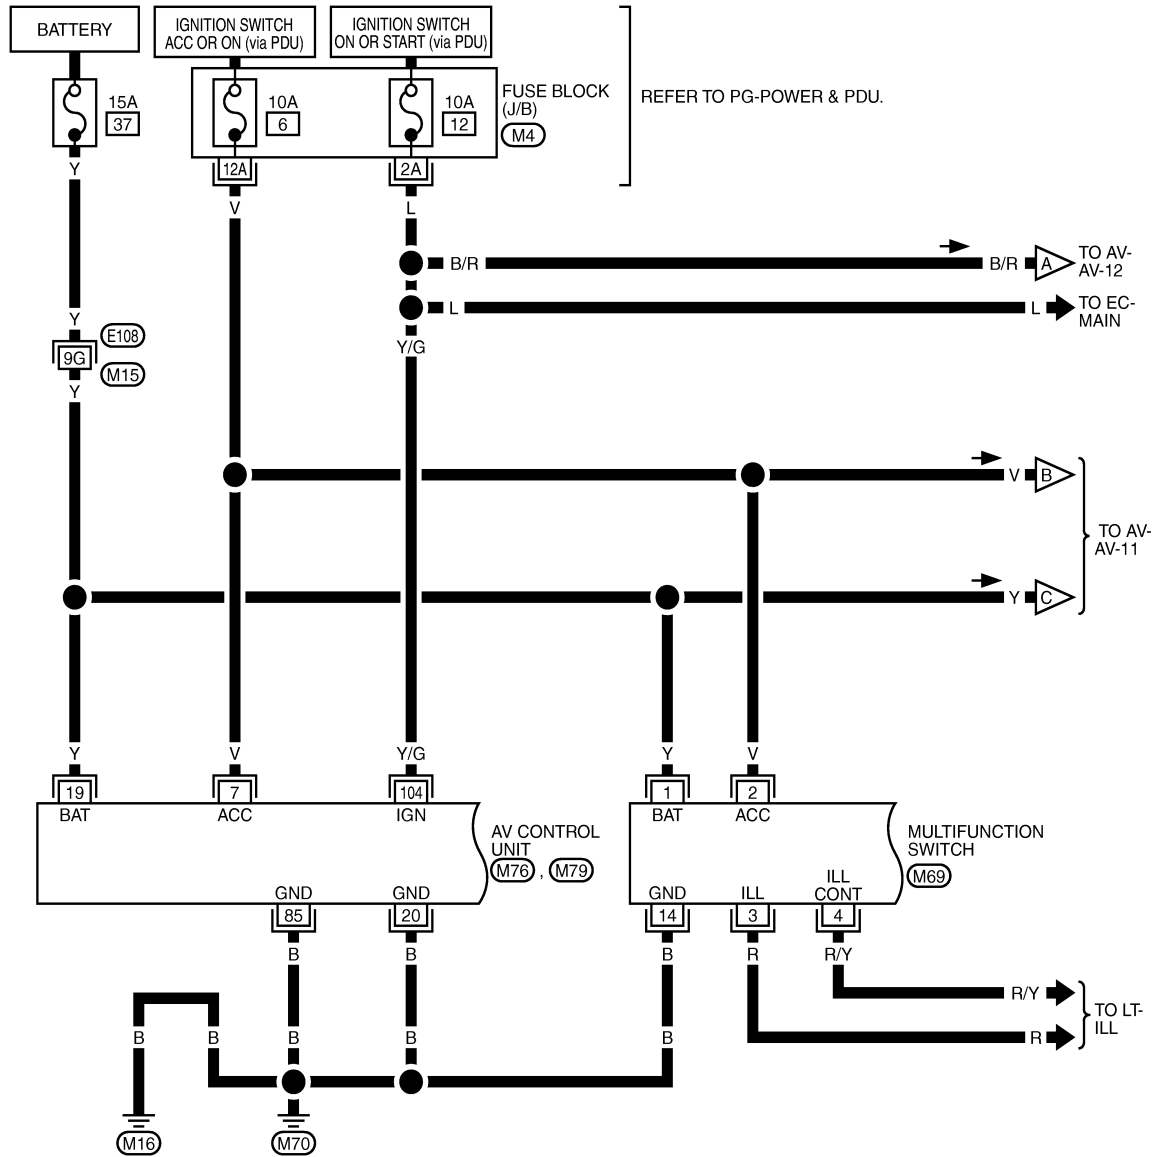 BATTERY
IGNITION SWITCH
ACC OR ON (via PDU)
IGNITION SWITCH
ON OR START (via PDU)
15A
37
10A
6
10A
12
FUSE BLOCK
(J/B)
M4
REFER TO PG-POWER & PDU.
12A
2A
Y
V
L
B/R
B/R
A
TO AV-
AV-12
L
L
TO EC-
MAIN
Y
E108
9G
M15
Y
Y/G
V
B
TO AV-
AV-11
Y
C
Y
V
Y/G
Y
V
19
7
104
1
2
BAT
ACC
IGN
BAT
ACC
AV CONTROL
UNIT
M76 , M79
MULTIFUNCTION
SWITCH
M69
GND
GND
GND
ILL
ILL
CONT
85
20
14
3
4
B
B
B
R
R/Y
R/Y
TO LT-
ILL
R
B
B
B
B
B
M16
M70